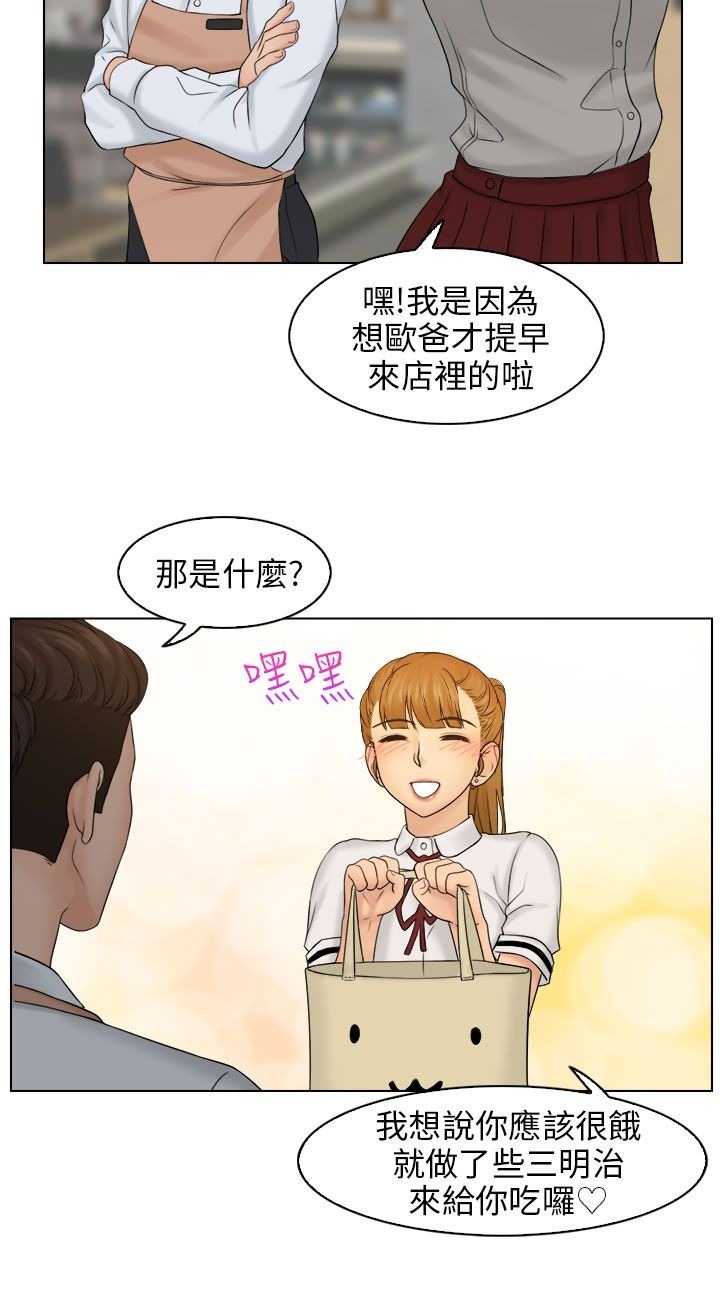 嘿!我是因為
想歐爸才提早
來店裡的啦
那是什麼?
嘿嘿
我想說你應該很餓
就做了些三明治
來給你吃囉♡